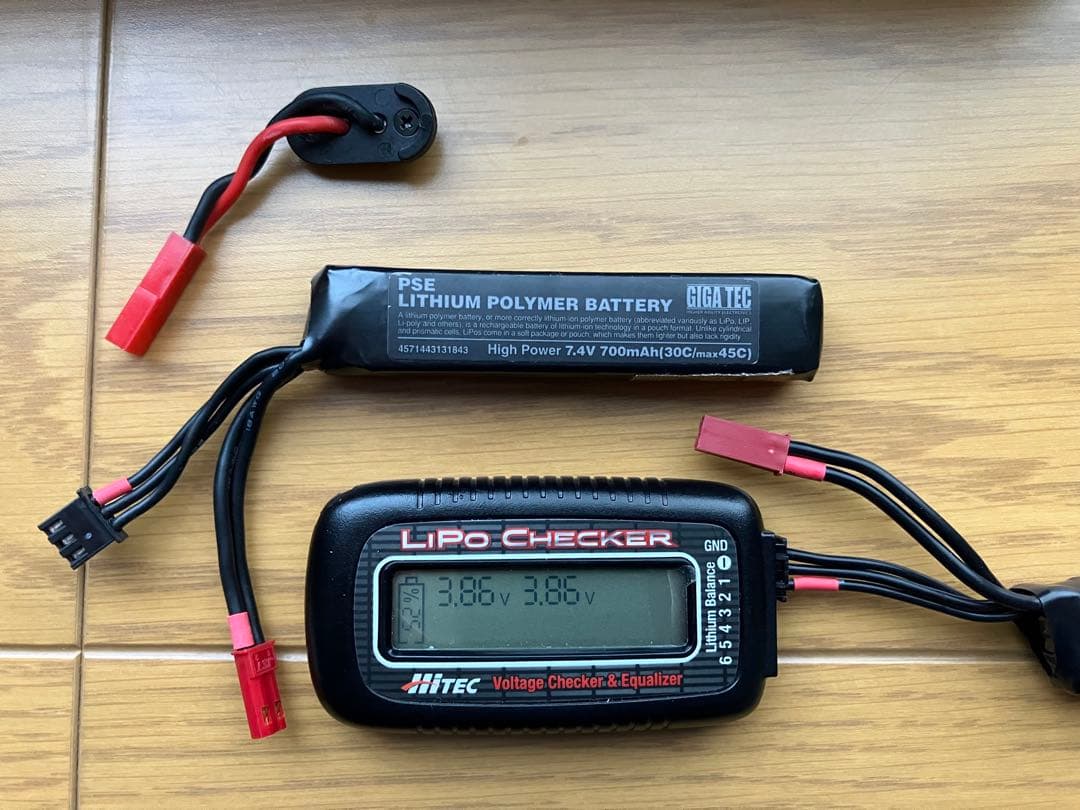 PSE
LITHIUM POLYMER BATTERY
GIGA TEC
HIGHER ABILITY ELECTRONICS
A lithium polymer battery, or more correctly lithium-ion polymer battery (abbreviated variously as LiPo, LIP,
Li-poly and others), is a rechargeable battery of lithium-ion technology in a pouch format. Unlike cylindrical
and prismatic cells, LiPos come in a soft package or pouch, which makes them lighter but also lack rigidity.
4571443131843 High Power 7.4V 700mAh(30C/max45C)
18AWG
LiPo Checker
52%
3.86V 3.86V
GND
Lithium Balance
6 5 4 3 2 1
HiTEC Voltage Checker & Equalizer